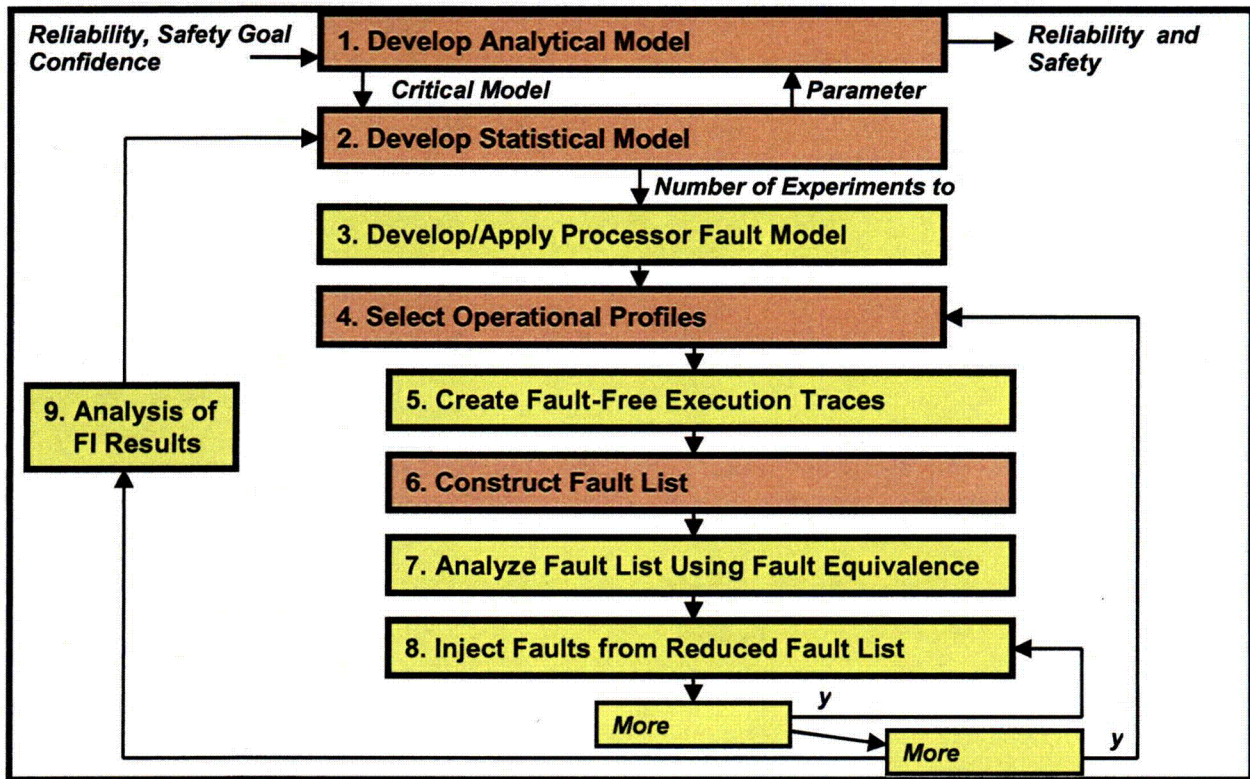 Reliability, Safety Goal
Confidence
1. Develop Analytical Model
Reliability and
Safety
Critical Model
Parameter
2. Develop Statistical Model
Number of Experiments to
3. Develop/Apply Processor Fault Model
4. Select Operational Profiles
5. Create Fault-Free Execution Traces
9. Analysis of
FI Results
6. Construct Fault List
7. Analyze Fault List Using Fault Equivalence
8. Inject Faults from Reduced Fault List
y
More
More
y